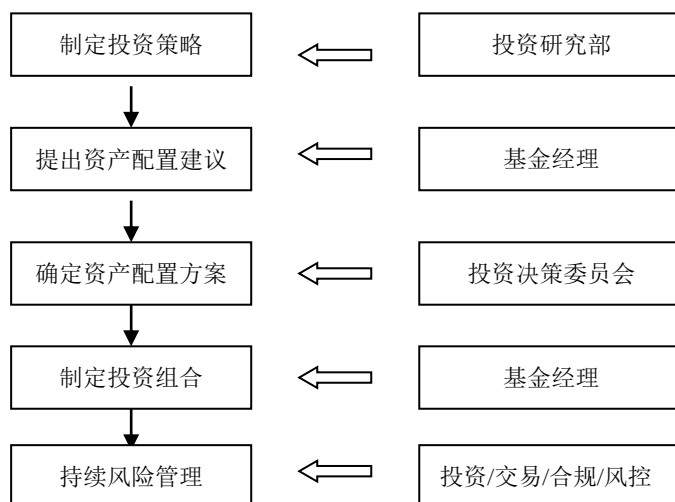 制定投资策略
投资研究部
提出资产配置建议
基金经理
确定资产配置方案
投资决策委员会
制定投资组合
基金经理
持续风险管理
投资/交易/合规/风控